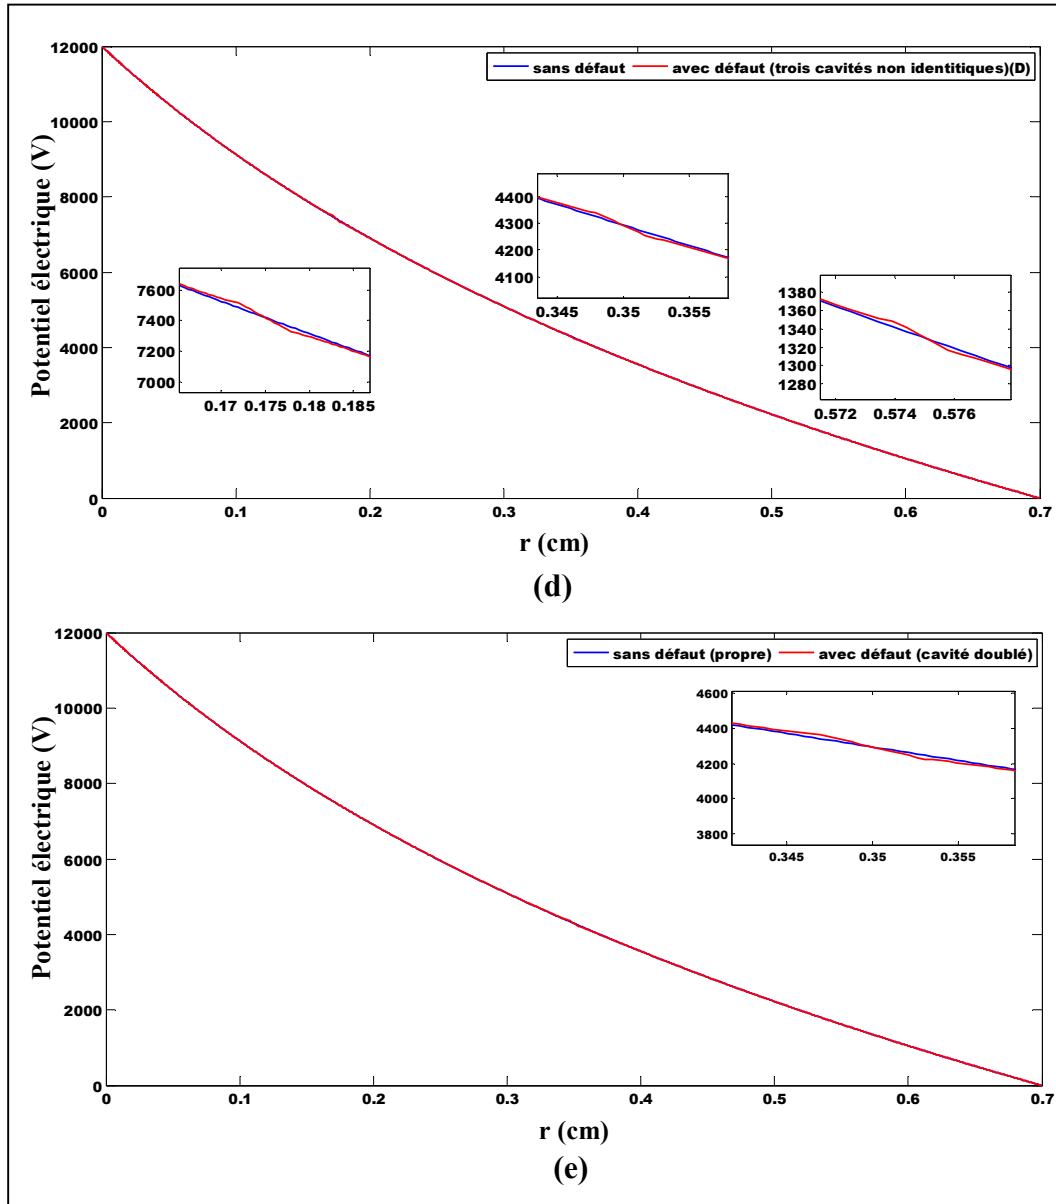 12000
10000
8000
6000
4000
2000
0
Potentiel électrique (V)
sans défaut
avec défaut (trois cavités non identitiques)(D)
7600
7400
7200
7000
0.17 0.175 0.18 0.185
4400
4300
4200
4100
0.345 0.35 0.355
1380
1360
1340
1320
1300
1280
0.572 0.574 0.576
0 0.1 0.2 0.3 0.4 0.5 0.6 0.7
r (cm)
(d)
12000
10000
8000
6000
4000
2000
0
Potentiel électrique (V)
sans défaut (propre)
avec défaut (cavité doublé)
4600
4400
4200
4000
3800
0.345 0.35 0.355
0 0.1 0.2 0.3 0.4 0.5 0.6 0.7
r (cm)
(e)